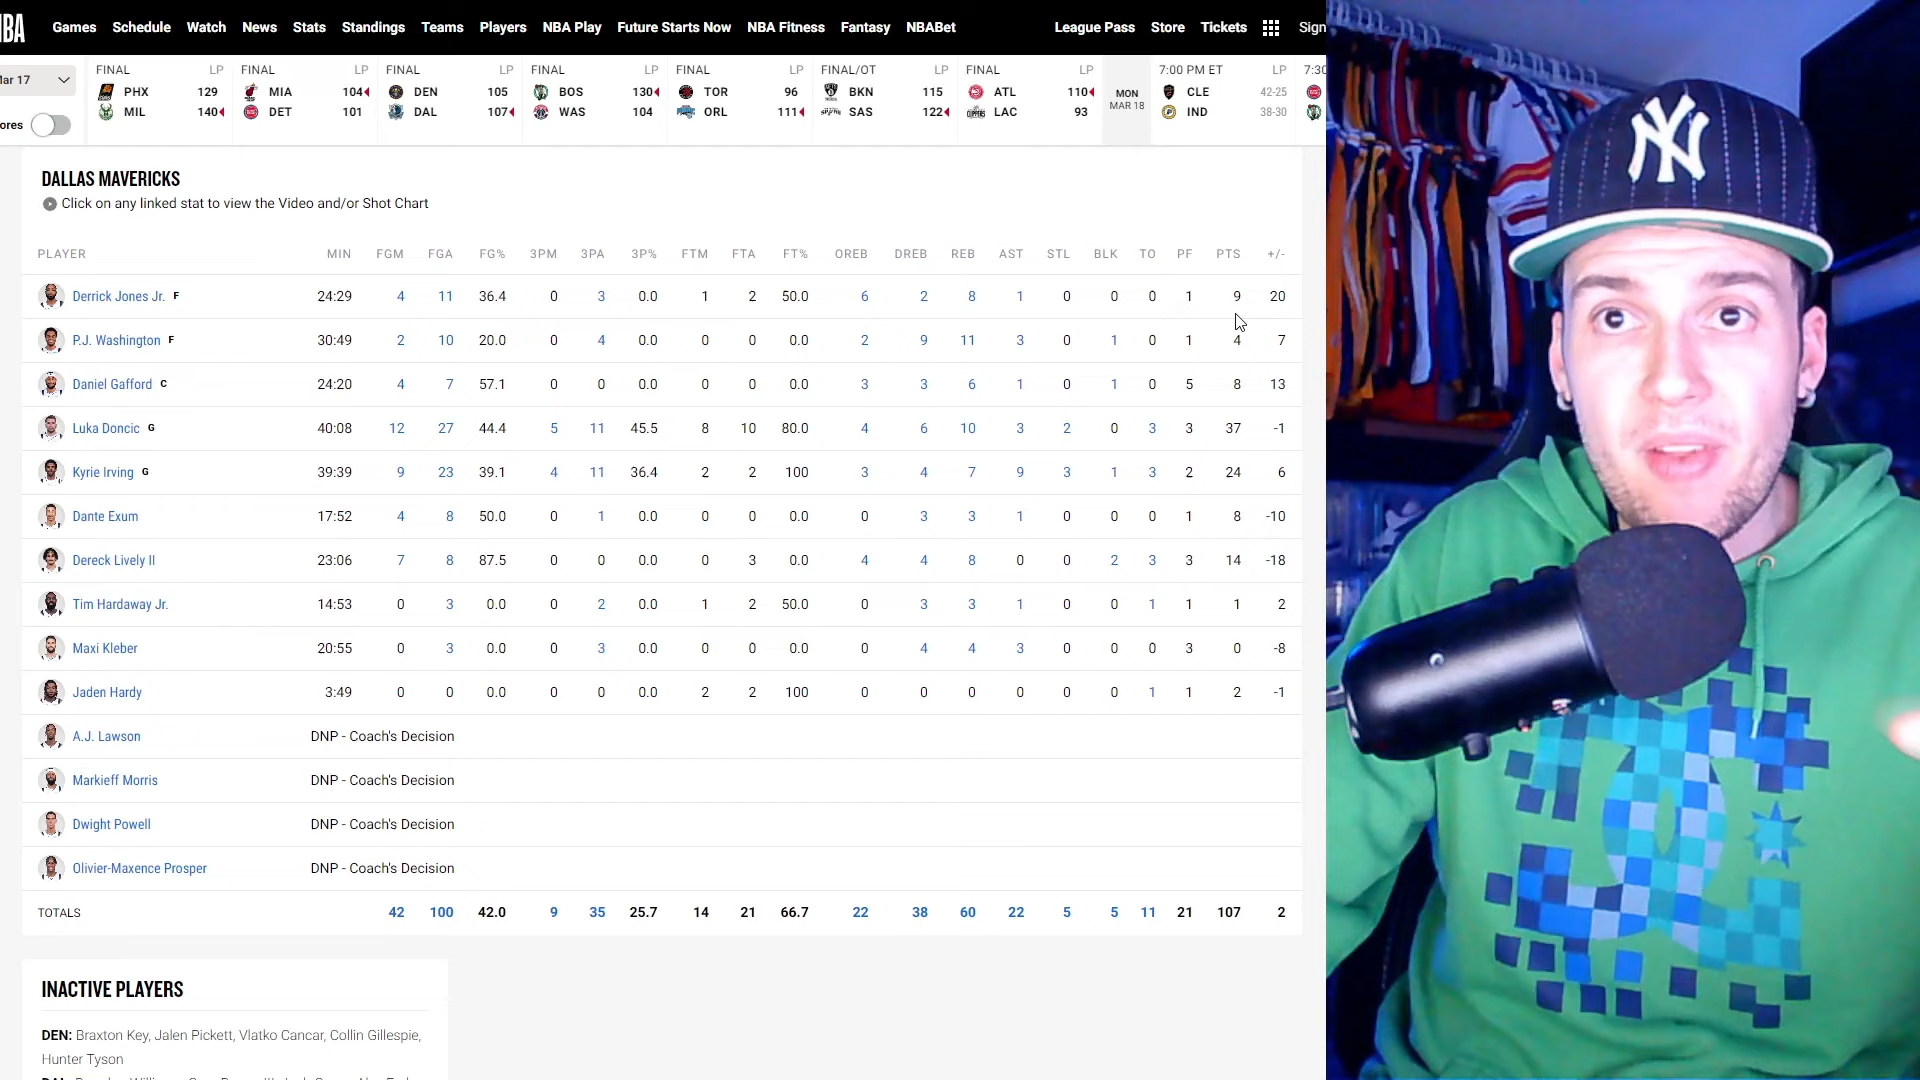 NBA Games Schedule Watch News Stats Standings Teams Players NBA Play Future Starts Now NBA Fitness Fantasy NBABet League Pass Store Tickets Sign
Mar 17
ores
FINAL LP
PHX 129
MIL 140
FINAL LP
MIA 104
DET 101
FINAL LP
DEN 105
DAL 107
FINAL LP
BOS 130
WAS 104
FINAL LP
TOR 96
ORL 111
FINAL/OT LP
BKN 115
SAS 122
FINAL LP
ATL 110
LAC 93
MON
MAR 18
7:00 PM ET LP
CLE 42-25
IND 38-30
7:30
DALLAS MAVERICKS
Click on any linked stat to view the Video and/or Shot Chart
PLAYER MIN FGM FGA FG% 3PM 3PA 3P% FTM FTA FT% OREB DREB REB AST STL BLK TO PF PTS +/-
Derrick Jones Jr. F 24:29 4 11 36.4 0 3 0.0 1 2 50.0 6 2 8 1 0 0 0 1 9 20
P.J. Washington F 30:49 2 10 20.0 0 4 0.0 0 0 0.0 2 9 11 3 0 1 0 1 4 7
Daniel Gafford C 24:20 4 7 57.1 0 0 0.0 0 0 0.0 3 3 6 1 0 1 0 5 8 13
Luka Doncic G 40:08 12 27 44.4 5 11 45.5 8 10 80.0 4 6 10 3 2 0 3 3 37 -1
Kyrie Irving G 39:39 9 23 39.1 4 11 36.4 2 2 100 3 4 7 9 3 1 3 2 24 6
Dante Exum 17:52 4 8 50.0 0 1 0.0 0 0 0.0 0 3 3 1 0 0 0 1 8 -10
Dereck Lively II 23:06 7 8 87.5 0 0 0.0 0 3 0.0 4 4 8 0 0 2 3 3 14 -18
Tim Hardaway Jr. 14:53 0 3 0.0 0 2 0.0 1 2 50.0 0 3 3 1 0 0 1 1 1 2
Maxi Kleber 20:55 0 3 0.0 0 3 0.0 0 0 0.0 0 4 4 3 0 0 0 3 0 -8
Jaden Hardy 3:49 0 0 0.0 0 0 0.0 2 2 100 0 0 0 0 0 0 1 1 2 -1
A.J. Lawson DNP - Coach's Decision
Markieff Morris DNP - Coach's Decision
Dwight Powell DNP - Coach's Decision
Olivier-Maxence Prosper DNP - Coach's Decision
TOTALS 42 100 42.0 9 35 25.7 14 21 66.7 22 38 60 22 5 5 11 21 107 2
INACTIVE PLAYERS
DEN: Braxton Key, Jalen Pickett, Vlatko Cancar, Collin Gillespie,
Hunter Tyson
NY